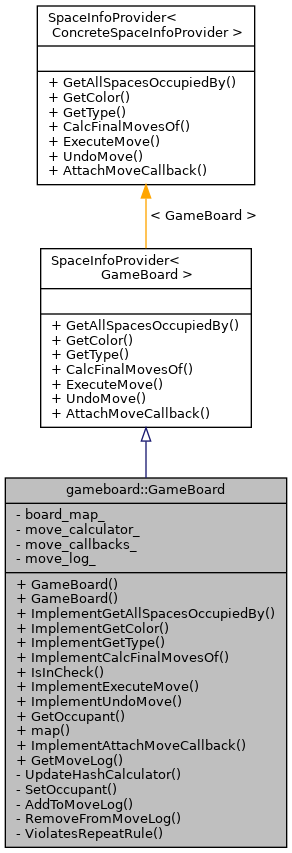 SpaceInfoProvider<
ConcreteSpaceInfoProvider >
+ GetAllSpacesOccupiedBy()
+ GetColor()
+ GetType()
+ CalcFinalMovesOf()
+ ExecuteMove()
+ UndoMove()
+ AttachMoveCallback()
< GameBoard >
SpaceInfoProvider<
GameBoard >
+ GetAllSpacesOccupiedBy()
+ GetColor()
+ GetType()
+ CalcFinalMovesOf()
+ ExecuteMove()
+ UndoMove()
+ AttachMoveCallback()
gameboard::GameBoard
- board_map_
- move_calculator_
- move_callbacks_
- move_log_
+ GameBoard()
+ GameBoard()
+ ImplementGetAllSpacesOccupiedBy()
+ ImplementGetColor()
+ ImplementGetType()
+ ImplementCalcFinalMovesOf()
+ IsInCheck()
+ ImplementExecuteMove()
+ ImplementUndoMove()
+ GetOccupant()
+ map()
+ ImplementAttachMoveCallback()
+ GetMoveLog()
- UpdateHashCalculator()
- SetOccupant()
- AddToMoveLog()
- RemoveFromMoveLog()
- ViolatesRepeatRule()